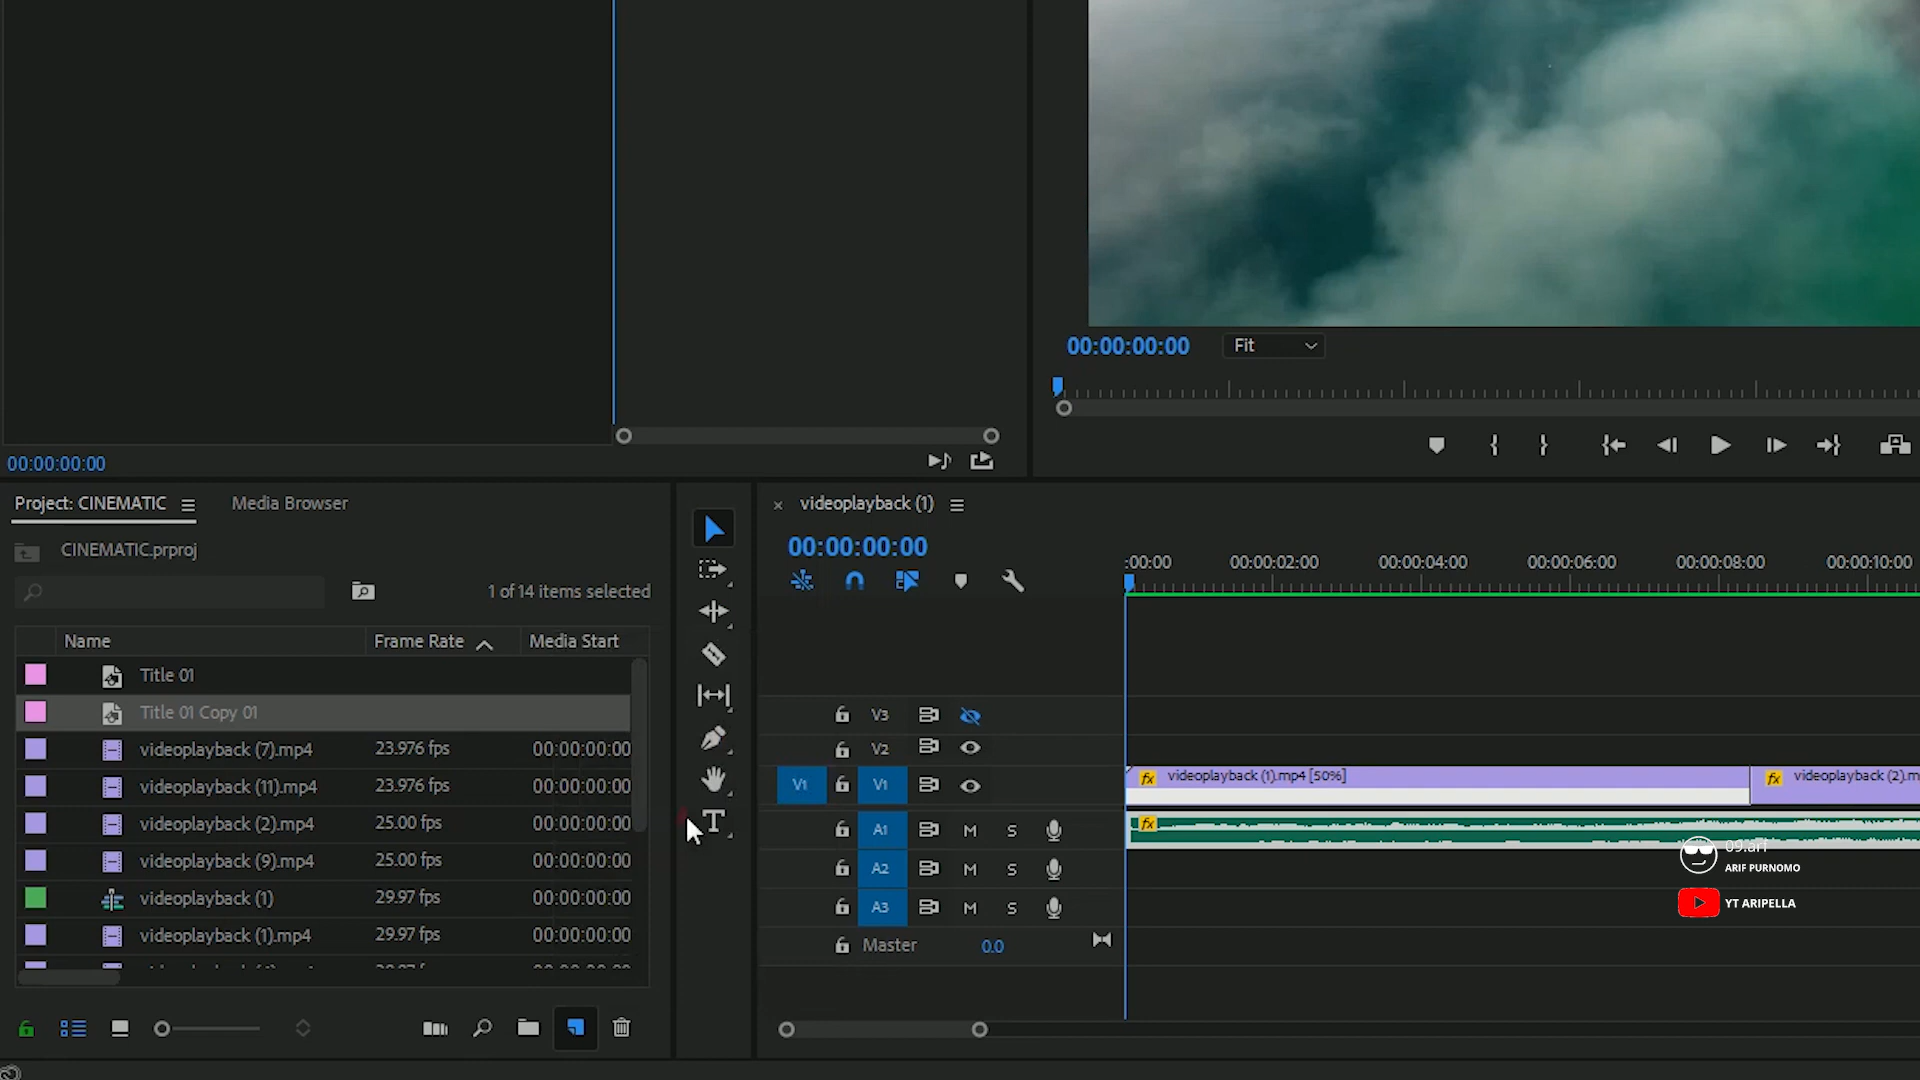 00:00:00:00
Fit
00:00:00:00
Project: CINEMATIC
Media Browser
CINEMATIC.prproj
1 of 14 items selected
Name
Frame Rate
Media Start
Title 01
Title 01 Copy 01
videoplayback (7).mp4
23.976 fps
00:00:00:00
videoplayback (11).mp4
23.976 fps
00:00:00:00
videoplayback (2).mp4
25.00 fps
00:00:00:00
videoplayback (9).mp4
25.00 fps
00:00:00:00
videoplayback (1)
29.97 fps
00:00:00:00
videoplayback (1).mp4
29.97 fps
00:00:00:00
videoplayback (1)
00:00:00:00
:00:00
00:00:02:00
00:00:04:00
00:00:06:00
00:00:08:00
00:00:10:00
V3
V2
V1
V1
fx videoplayback (1).mp4 [50%]
fx videoplayback (2).m
A1
M
S
fx
A2
M
S
A3
M
S
Master
0.0
09.arif
ARIF PURNOMO
YT ARIPELLA